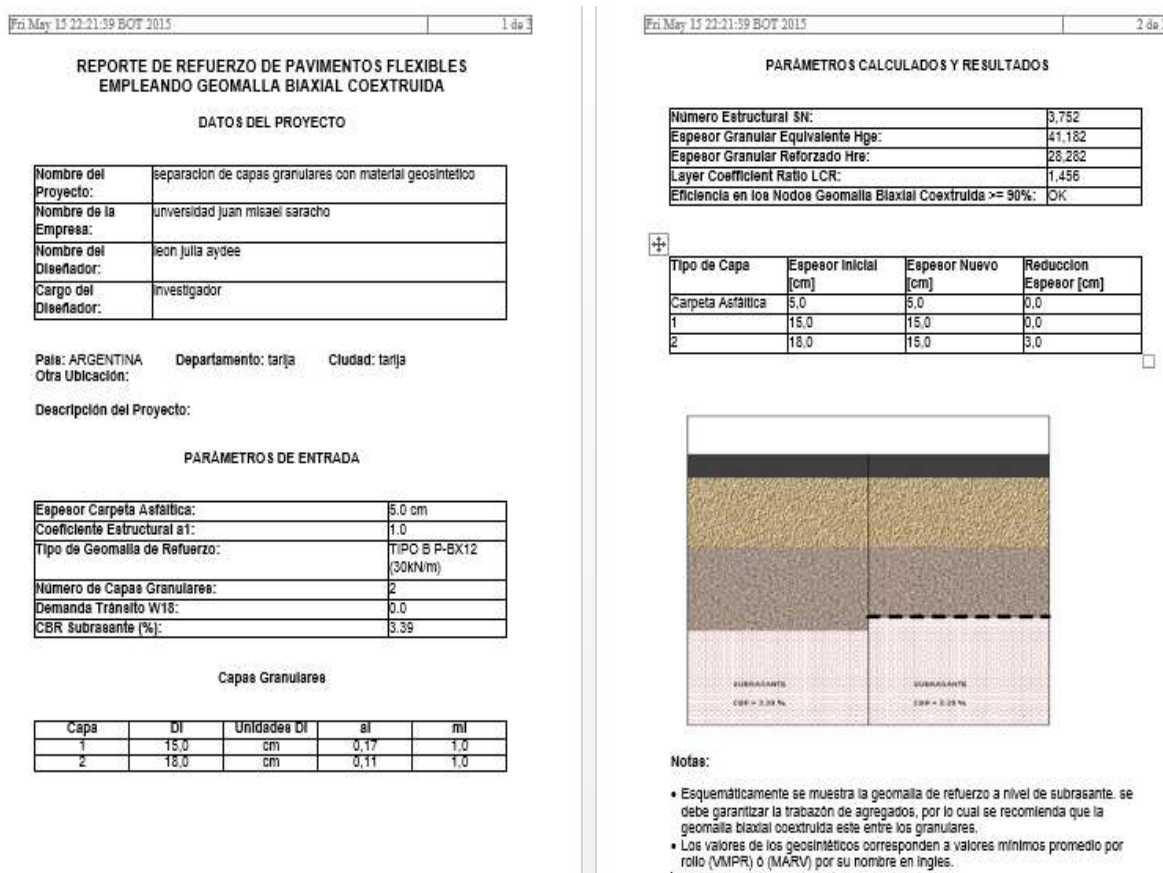 Fri May 15 22:21:39 BOT 2015 1 de 3
REPORTE DE REFUERZO DE PAVIMENTOS FLEXIBLES
EMPLEANDO GEOMALLA BIAXIAL COEXTRUIDA
DATOS DEL PROYECTO
Nombre del separacion de capas granulares con material geosintetico
Proyecto:
Nombre de la unversidad juan misael saracho
Empresa:
Nombre del leon julia aydee
Diseñador:
Cargo del Investigador
Diseñador:
Pais: ARGENTINA Departamento: tarija Ciudad: tarija
Otra Ubicación:
Descripción del Proyecto:
PARÁMETROS DE ENTRADA
Espesor Carpeta Asfáltica: 5.0 cm
Coeficiente Estructural a1: 1.0
Tipo de Geomalla de Refuerzo: TIPO B P-BX12
(30kN/m)
Número de Capas Granulares: 2
Demanda Tránsito W18: 0.0
CBR Subrasante (%): 3.39
Capas Granulares
Capa Di Unidades Di ai mi
1 15,0 cm 0,17 1,0
2 18,0 cm 0,11 1,0
Fri May 15 22:21:39 BOT 2015 2 de
PARÁMETROS CALCULADOS Y RESULTADOS
Número Estructural SN: 3,752
Espesor Granular Equivalente Hge: 41,182
Espesor Granular Reforzado Hre: 28,282
Layer Coefficient Ratio LCR: 1,456
Eficiencia en los Nodos Geomalla Biaxial Coextruida >= 90%: OK
Tipo de Capa Espesor Inicial Espesor Nuevo Reduccion
[cm] [cm] Espesor [cm]
Carpeta Asfáltica 5,0 5,0 0,0
1 15,0 15,0 0,0
2 18,0 15,0 3,0
SUBRASANTE SUBRASANTE
CBR = 3.39 % CBR = 3.39 %
Notas:
• Esquemáticamente se muestra la geomalla de refuerzo a nivel de subrasante. se
debe garantizar la trabazón de agregados, por lo cual se recomienda que la
geomalla biaxial coextruida este entre los granulares.
• Los valores de los geosintéticos corresponden a valores mínimos promedio por
rollo (VMPR) ó (MARV) por su nombre en ingles.